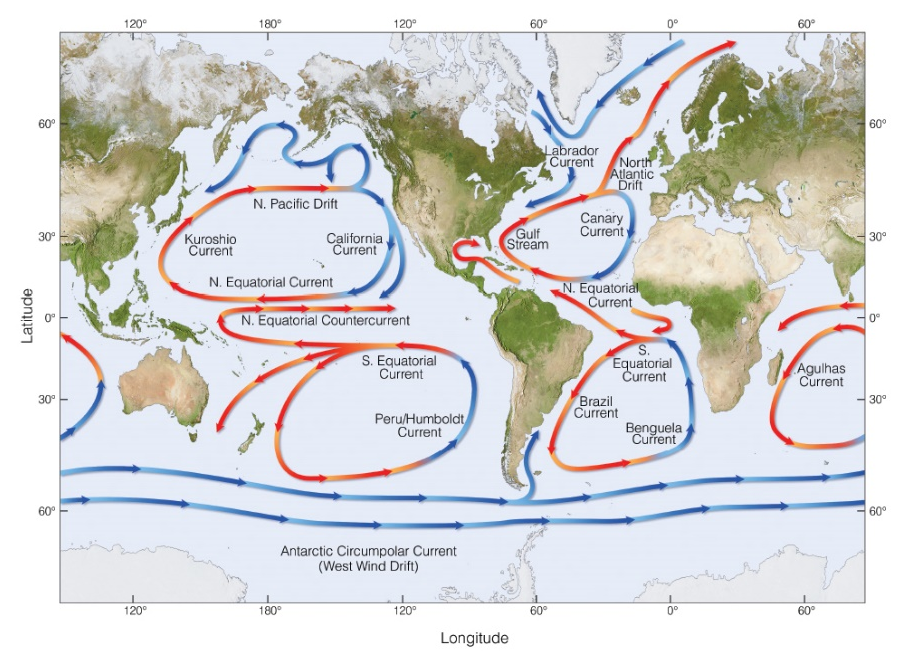 120°
180°
120°
60°
0°
60°
60°
60°
Labrador
Current
North
Atlantic
Drift
N. Pacific Drift
Canary
Current
Kuroshio
Current
California
Current
Gulf
Stream
30°
30°
N. Equatorial Current
N. Equatorial
Current
Latitude
0°
0°
N. Equatorial Countercurrent
S. Equatorial
Current
S.
Equatorial
Current
Agulhas
Current
30°
30°
Peru/Humboldt
Current
Brazil
Current
Benguela
Current
60°
60°
Antarctic Circumpolar Current
(West Wind Drift)
120°
180°
120°
60°
0°
60°
Longitude